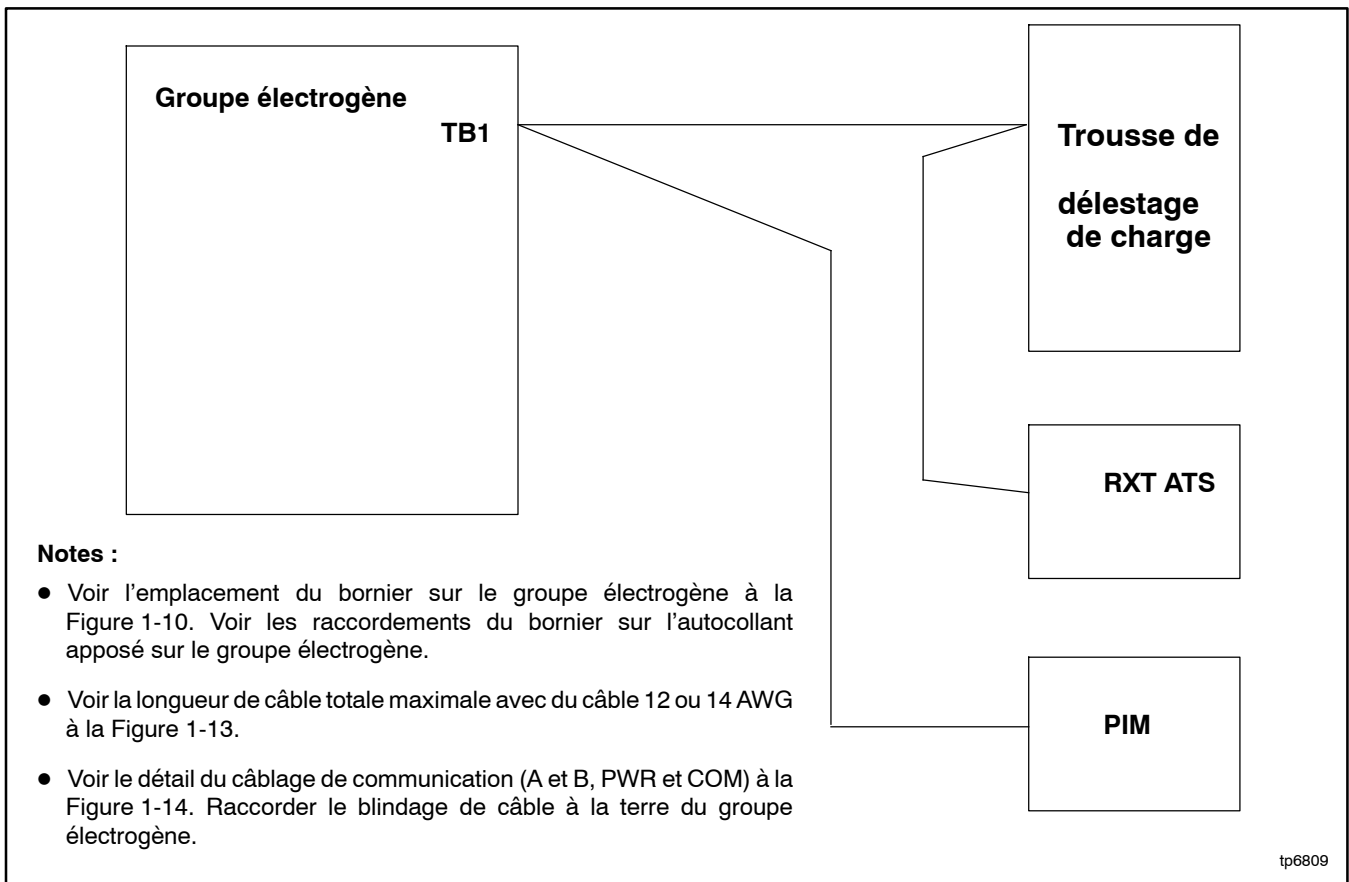 Groupe électrogène
TB1
Trousse de
délestage
de charge
RXT ATS
PIM
Notes :
● Voir l’emplacement du bornier sur le groupe électrogène à la
Figure 1-10. Voir les raccordements du bornier sur l’autocollant
apposé sur le groupe électrogène.
● Voir la longueur de câble totale maximale avec du câble 12 ou 14 AWG
à la Figure 1-13.
● Voir le détail du câblage de communication (A et B, PWR et COM) à la
Figure 1-14. Raccorder le blindage de câble à la terre du groupe
électrogène.
tp6809